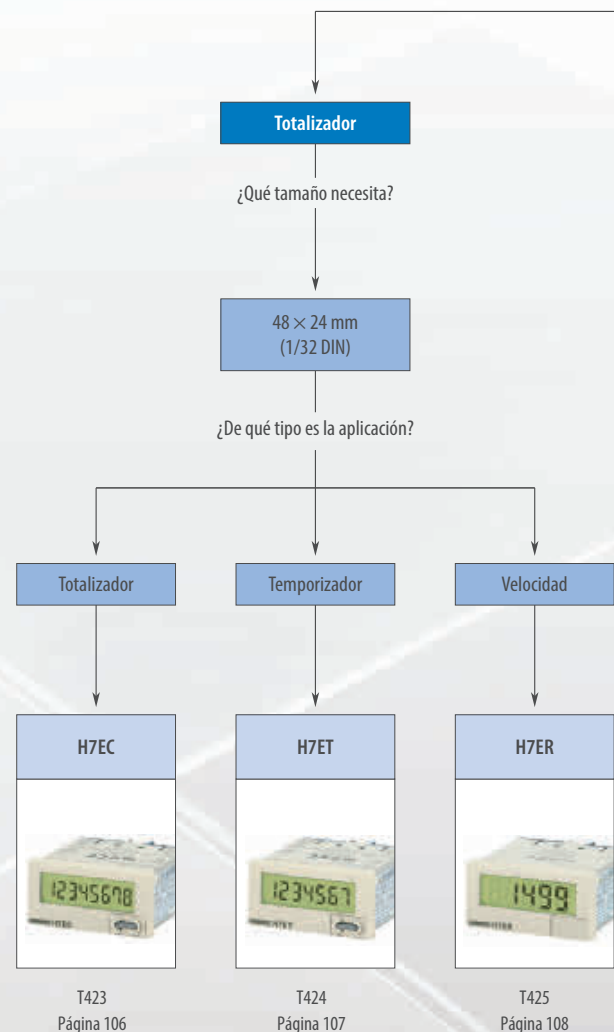 Totalizador
¿Qué tamaño necesita?
48 × 24 mm
(1/32 DIN)
¿De qué tipo es la aplicación?
Totalizador
Temporizador
Velocidad
H7EC
H7ET
H7ER
12345678
1234567
1499
T423
Página 106
T424
Página 107
T425
Página 108